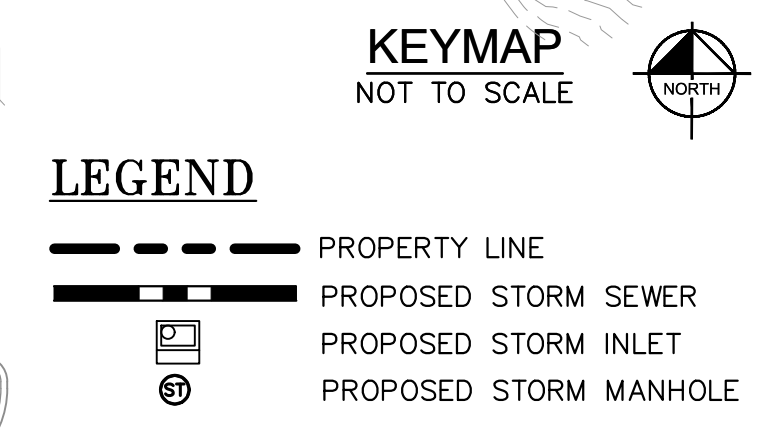 KEYMAP
NOT TO SCALE
NORTH
LEGEND
PROPERTY LINE
PROPOSED STORM SEWER
PROPOSED STORM INLET
ST PROPOSED STORM MANHOLE